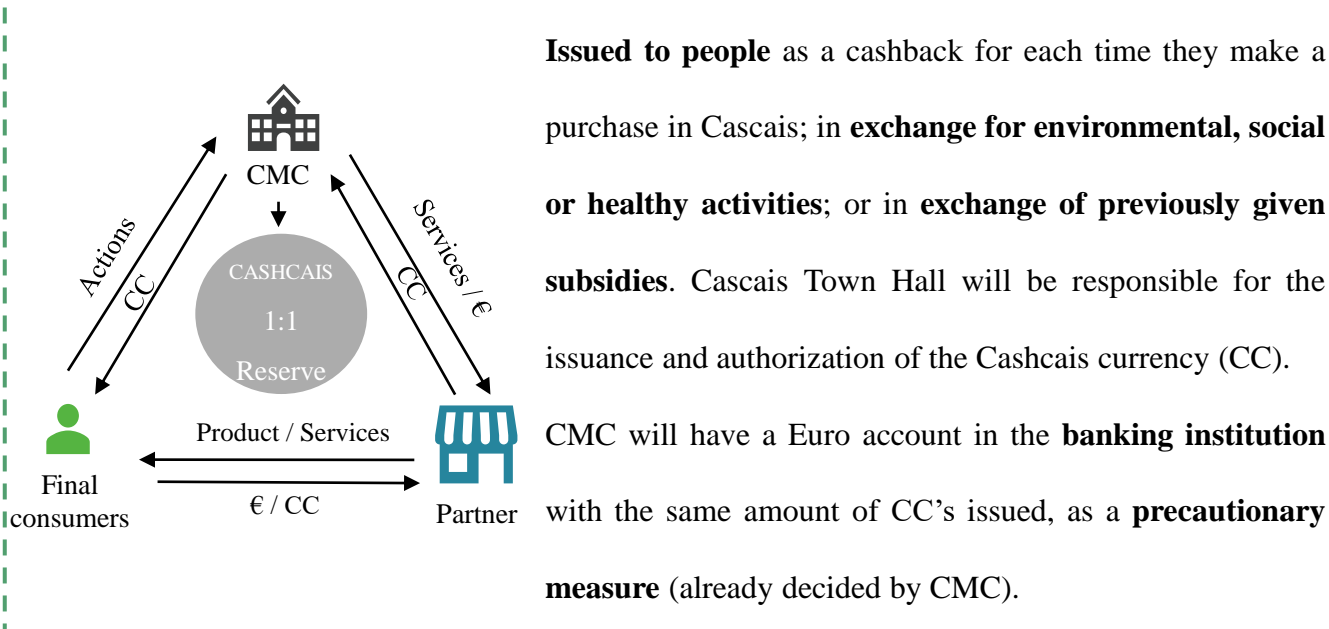 CMC
Actions
CC
Services / €
CC
CASHCAIS
1:1
Reserve
Product / Services
€ / CC
Final
consumers
Partner
Issued to people as a cashback for each time they make a
purchase in Cascais; in exchange for environmental, social
or healthy activities; or in exchange of previously given
subsidies. Cascais Town Hall will be responsible for the
issuance and authorization of the Cashcais currency (CC).
CMC will have a Euro account in the banking institution
with the same amount of CC’s issued, as a precautionary
measure (already decided by CMC).